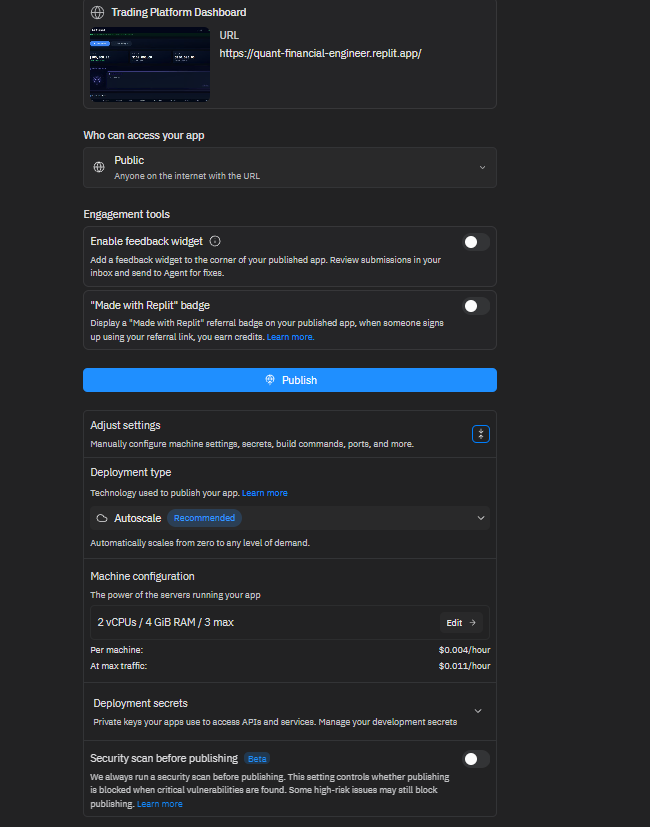 Trading Platform Dashboard
URL
https://quant-financial-engineer.replit.app/
Who can access your app
Public
Anyone on the internet with the URL
Engagement tools
Enable feedback widget
Add a feedback widget to the corner of your published app. Review submissions in your
inbox and send to Agent for fixes.
"Made with Replit" badge
Display a "Made with Replit" referral badge on your published app, when someone signs
up using your referral link, you earn credits. Learn more.
Publish
Adjust settings
Manually configure machine settings, secrets, build commands, ports, and more.
Deployment type
Technology used to publish your app. Learn more
Autoscale Recommended
Automatically scales from zero to any level of demand.
Machine configuration
The power of the servers running your app
2 vCPUs / 4 GiB RAM / 3 max Edit →
Per machine: $0.004/hour
At max traffic: $0.011/hour
Deployment secrets
Private keys your apps use to access APIs and services. Manage your development secrets
Security scan before publishing Beta
We always run a security scan before publishing. This setting controls whether publishing
is blocked when critical vulnerabilities are found. Some high-risk issues may still block
publishing. Learn more